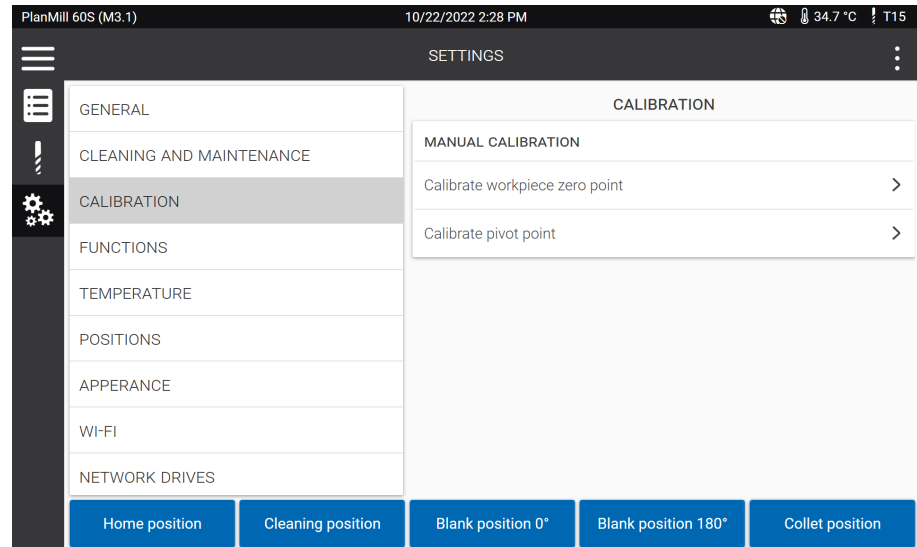 PlanMill 60S (M3.1) 10/22/2022 2:28 PM 34.7 °C T15
SETTINGS
GENERAL
CLEANING AND MAINTENANCE
CALIBRATION
FUNCTIONS
TEMPERATURE
POSITIONS
APPERANCE
WI-FI
NETWORK DRIVES
CALIBRATION
MANUAL CALIBRATION
Calibrate workpiece zero point
Calibrate pivot point
Home position Cleaning position Blank position 0° Blank position 180° Collet position